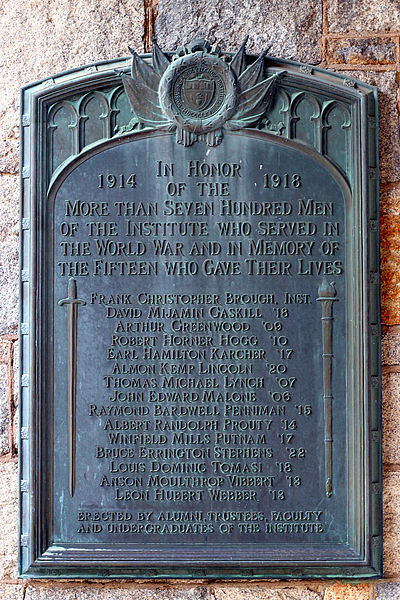 In Honor
1914 of the 1918
More than Seven Hundred Men
of the Institute who served in
the World War and in Memory of
the Fifteen who Gave Their Lives
Frank Christopher Brough, Inst.
David Mijamin Gaskill '18
Arthur Greenwood '09
Robert Horner Hogg '10
Earl Hamilton Karcher '17
Almon Kemp Lincoln '20
Thomas Michael Lynch '07
John Edward Malone '06
Raymond Bardwell Penniman '15
Albert Randolph Prouty '14
Winfield Mills Putnam '17
Bruce Errington Stephens '22
Louis Dominic Tomasi '18
Anson Moulthrop Vibbert '13
Leon Hubert Webber '13
Erected by Alumni, Trustees, Faculty
and Undergraduates of the Institute